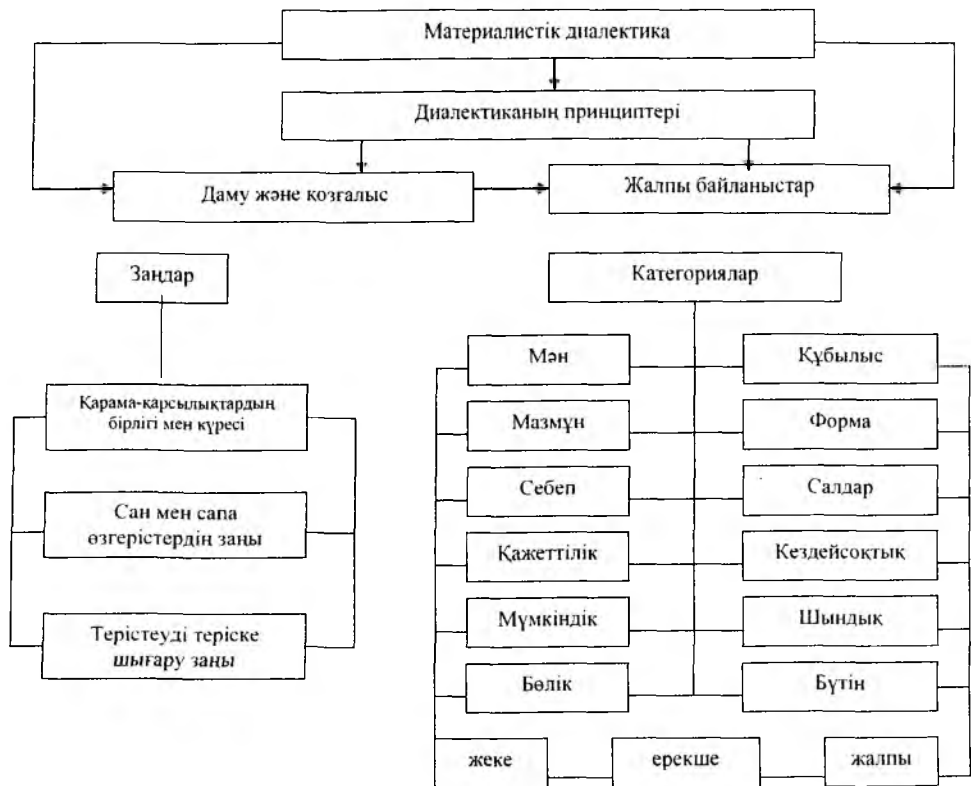 Материалистік диалектика
Диалектиканың принциптері
Даму және козғалыс
Жалпы байланыстар
Заңдар
Категориялар
Қарама-карсылықтардың
бірлігі мен күресі
Сан мен сапа
өзгерістердің заңы
Терістеуді теріске
шығару заңы
Мән
Құбылыс
Мазмұн
Форма
Себеп
Салдар
Қажеттілік
Кездейсоқтық
Мүмкіндік
Шындық
Бөлік
Бүтін
жеке
ерекше
жалпы